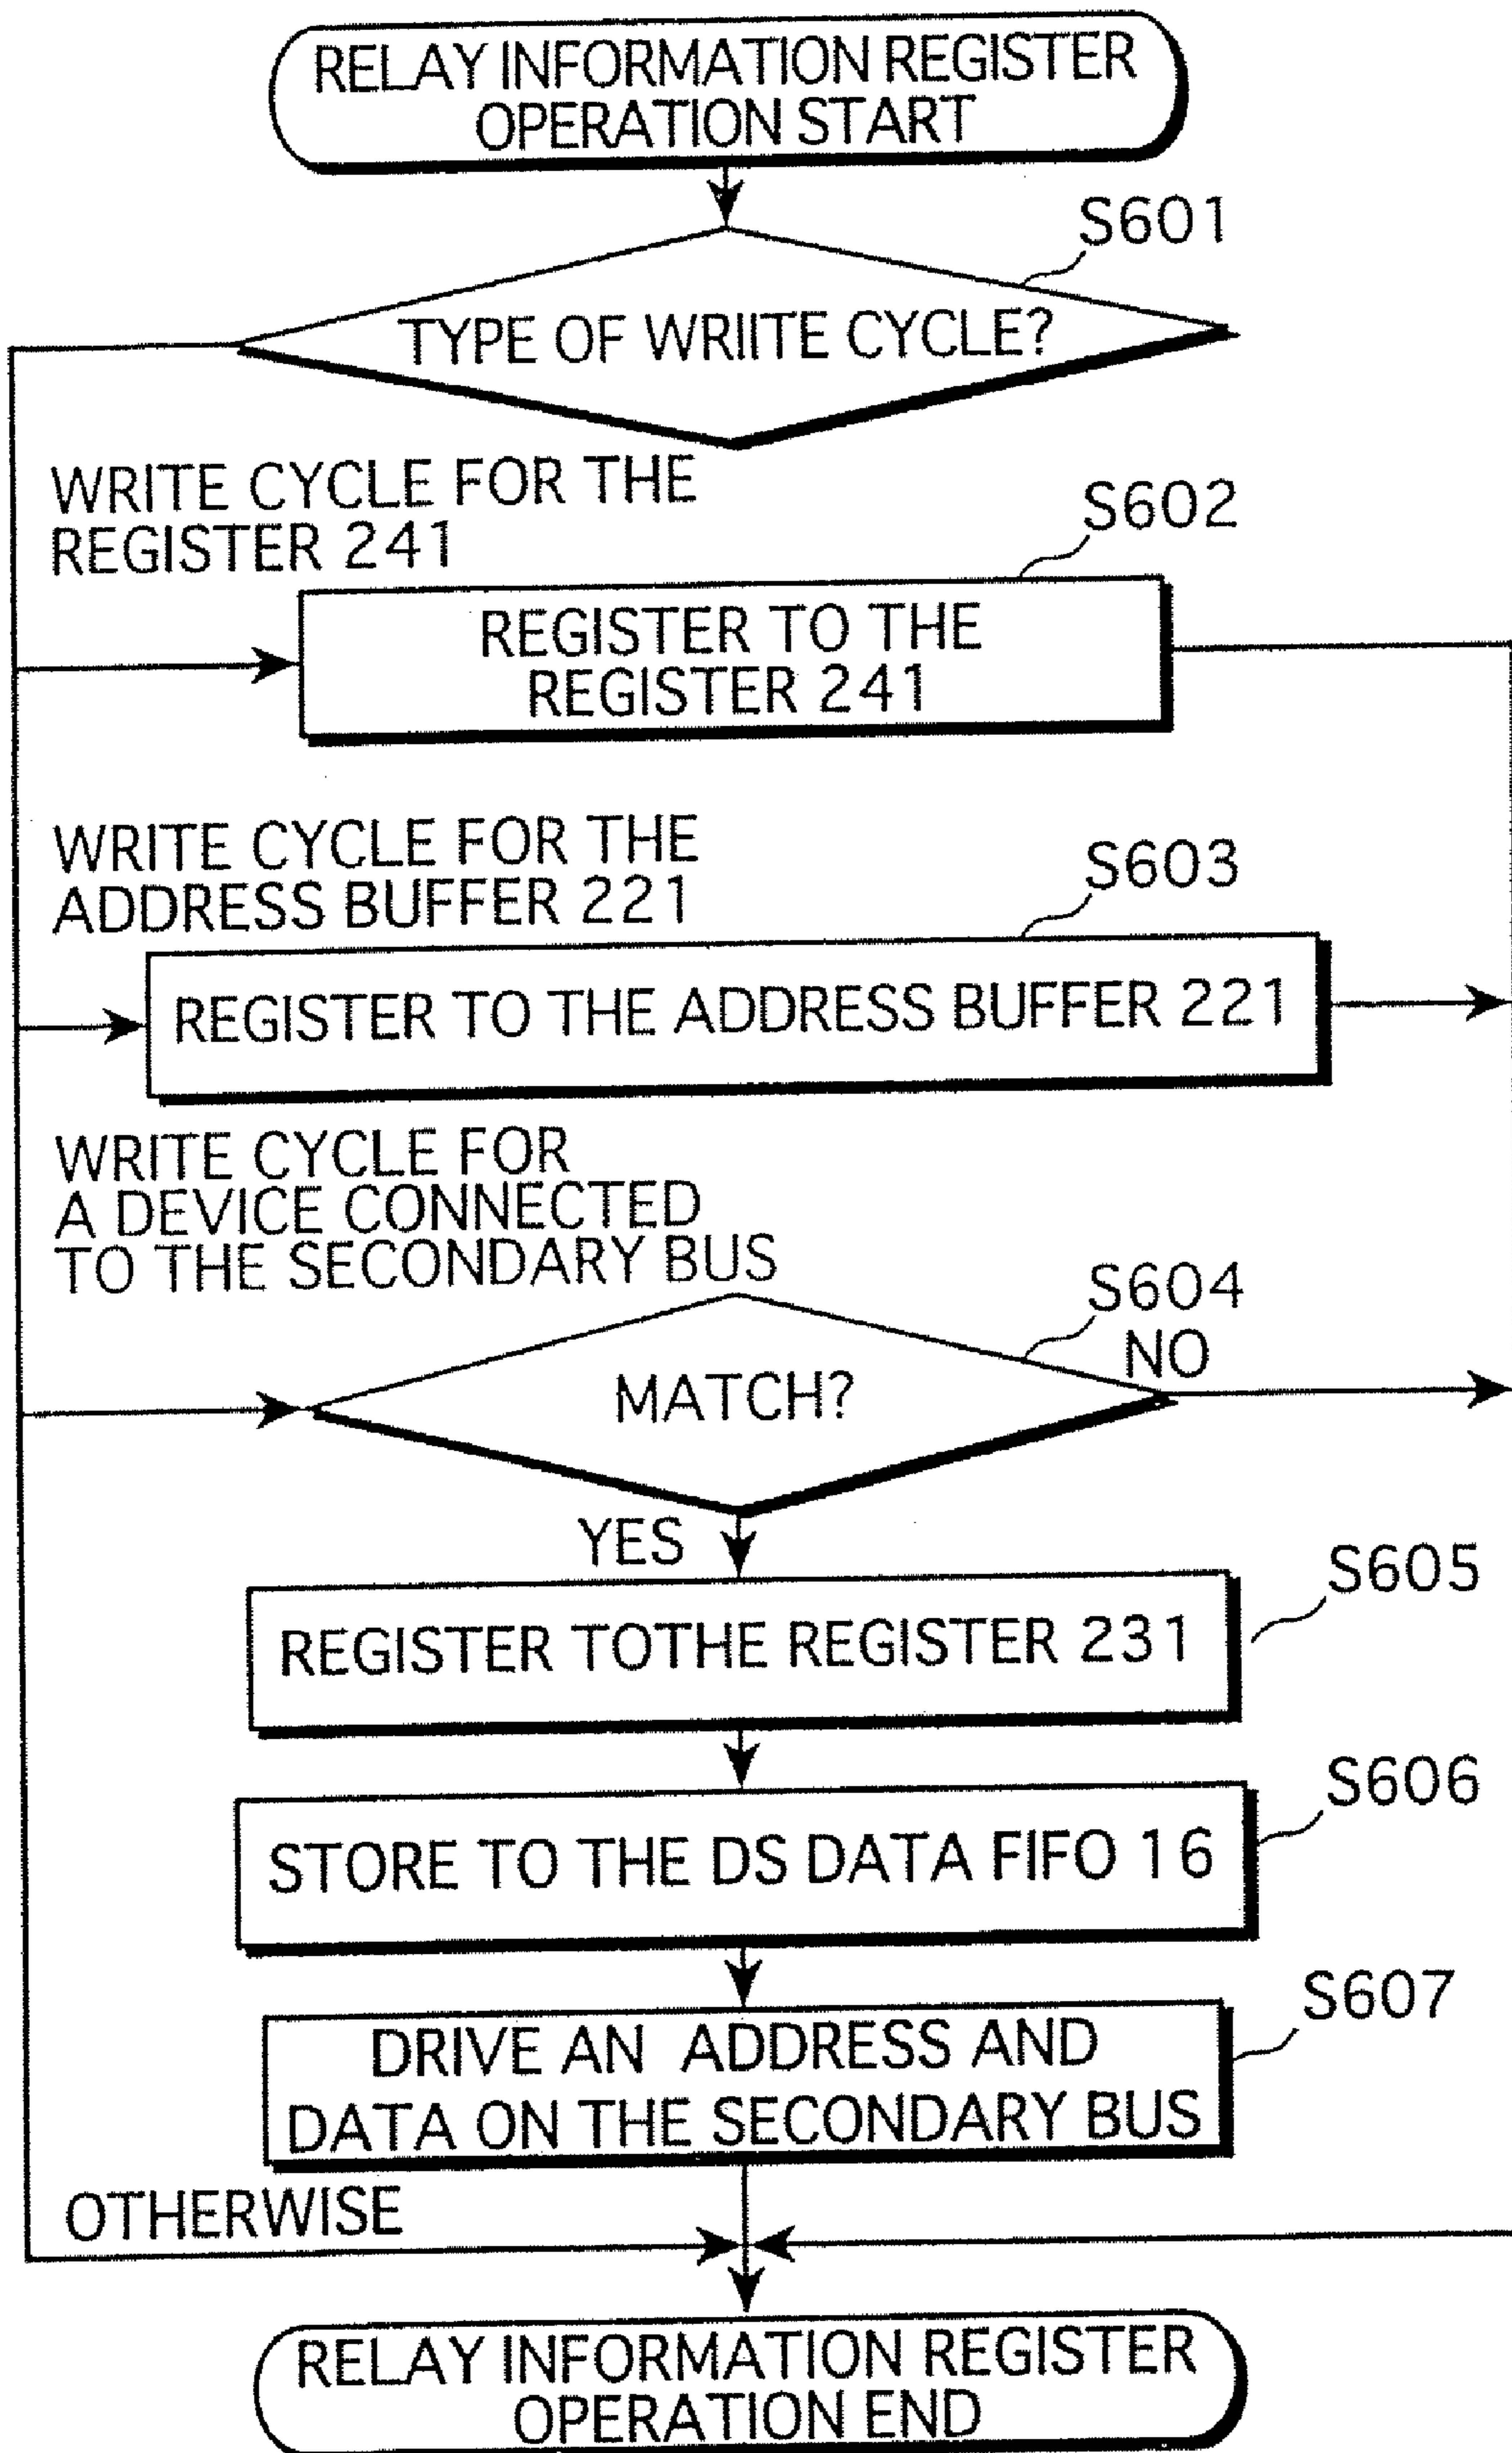 RELAY INFORMATION REGISTER
OPERATION START
S601
TYPE OF WRIITE CYCLE?
WRITE CYCLE FOR THE
REGISTER 241
S602
REGISTER TO THE
REGISTER 241
WRITE CYCLE FOR THE
ADDRESS BUFFER 221
S603
REGISTER TO THE ADDRESS BUFFER 221
WRITE CYCLE FOR
A DEVICE CONNECTED
TO THE SECONDARY BUS
S604
NO
MATCH?
YES
S605
REGISTER TOTHE REGISTER 231
S606
STORE TO THE DS DATA FIFO 16
S607
DRIVE AN ADDRESS AND
DATA ON THE SECONDARY BUS
OTHERWISE
RELAY INFORMATION REGISTER
OPERATION END